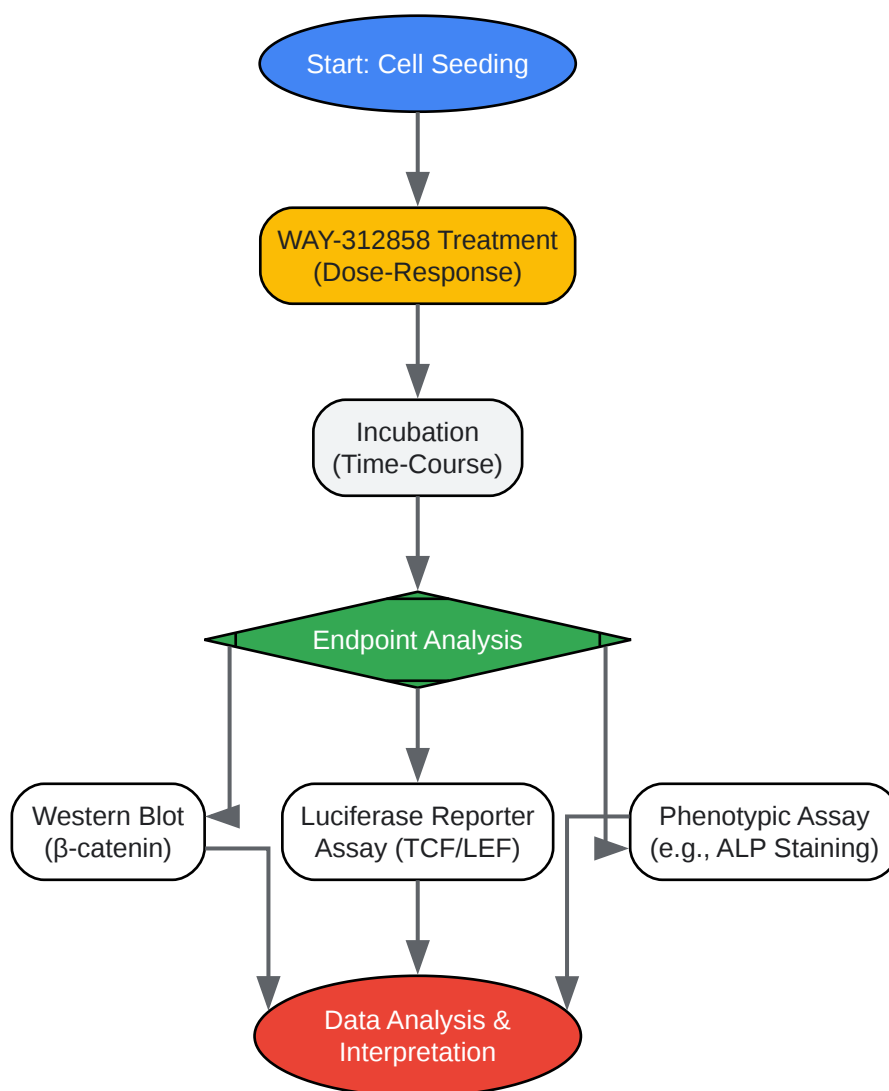 Start: Cell Seeding
WAY-312858 Treatment
(Dose-Response)
Incubation
(Time-Course)
Endpoint Analysis
Western Blot
(β-catenin)
Luciferase Reporter
Assay (TCF/LEF)
Phenotypic Assay
(e.g., ALP Staining)
Data Analysis &
Interpretation